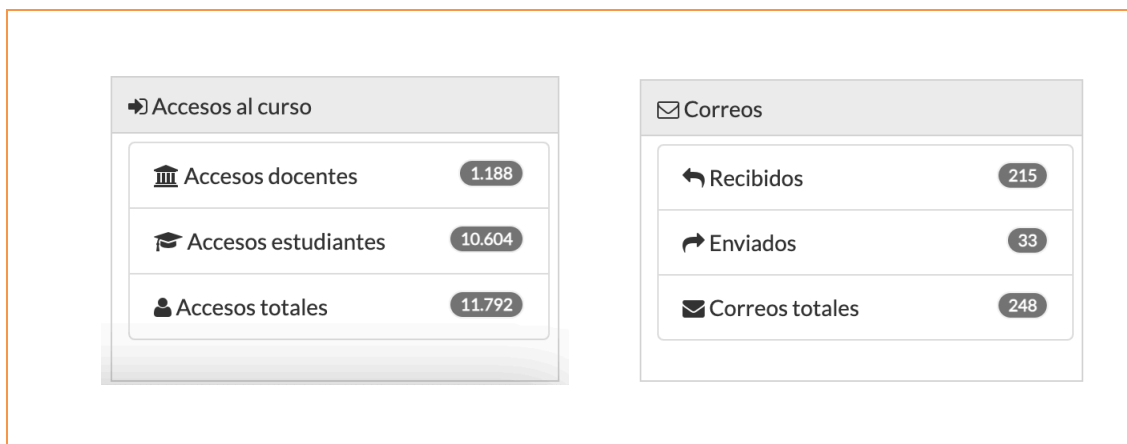 Accesos al curso
Accesos docentes 1.188
Accesos estudiantes 10.604
Accesos totales 11.792
Correos
Recibidos 215
Enviados 33
Correos totales 248